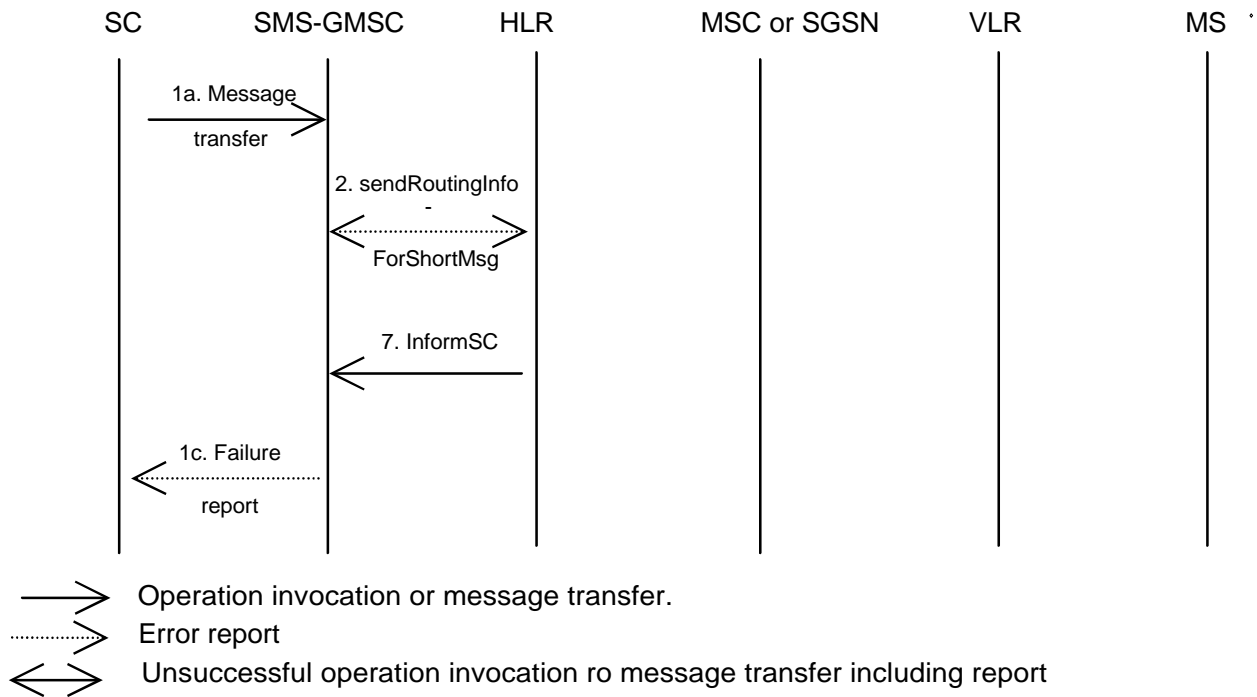 SC SMS-GMSC HLR MSC or SGSN VLR MS
1a. Message
transfer
2. sendRoutingInfo
-
ForShortMsg
7. InformSC
1c. Failure
report
Operation invocation or message transfer.
Error report
Unsuccessful operation invocation ro message transfer including report